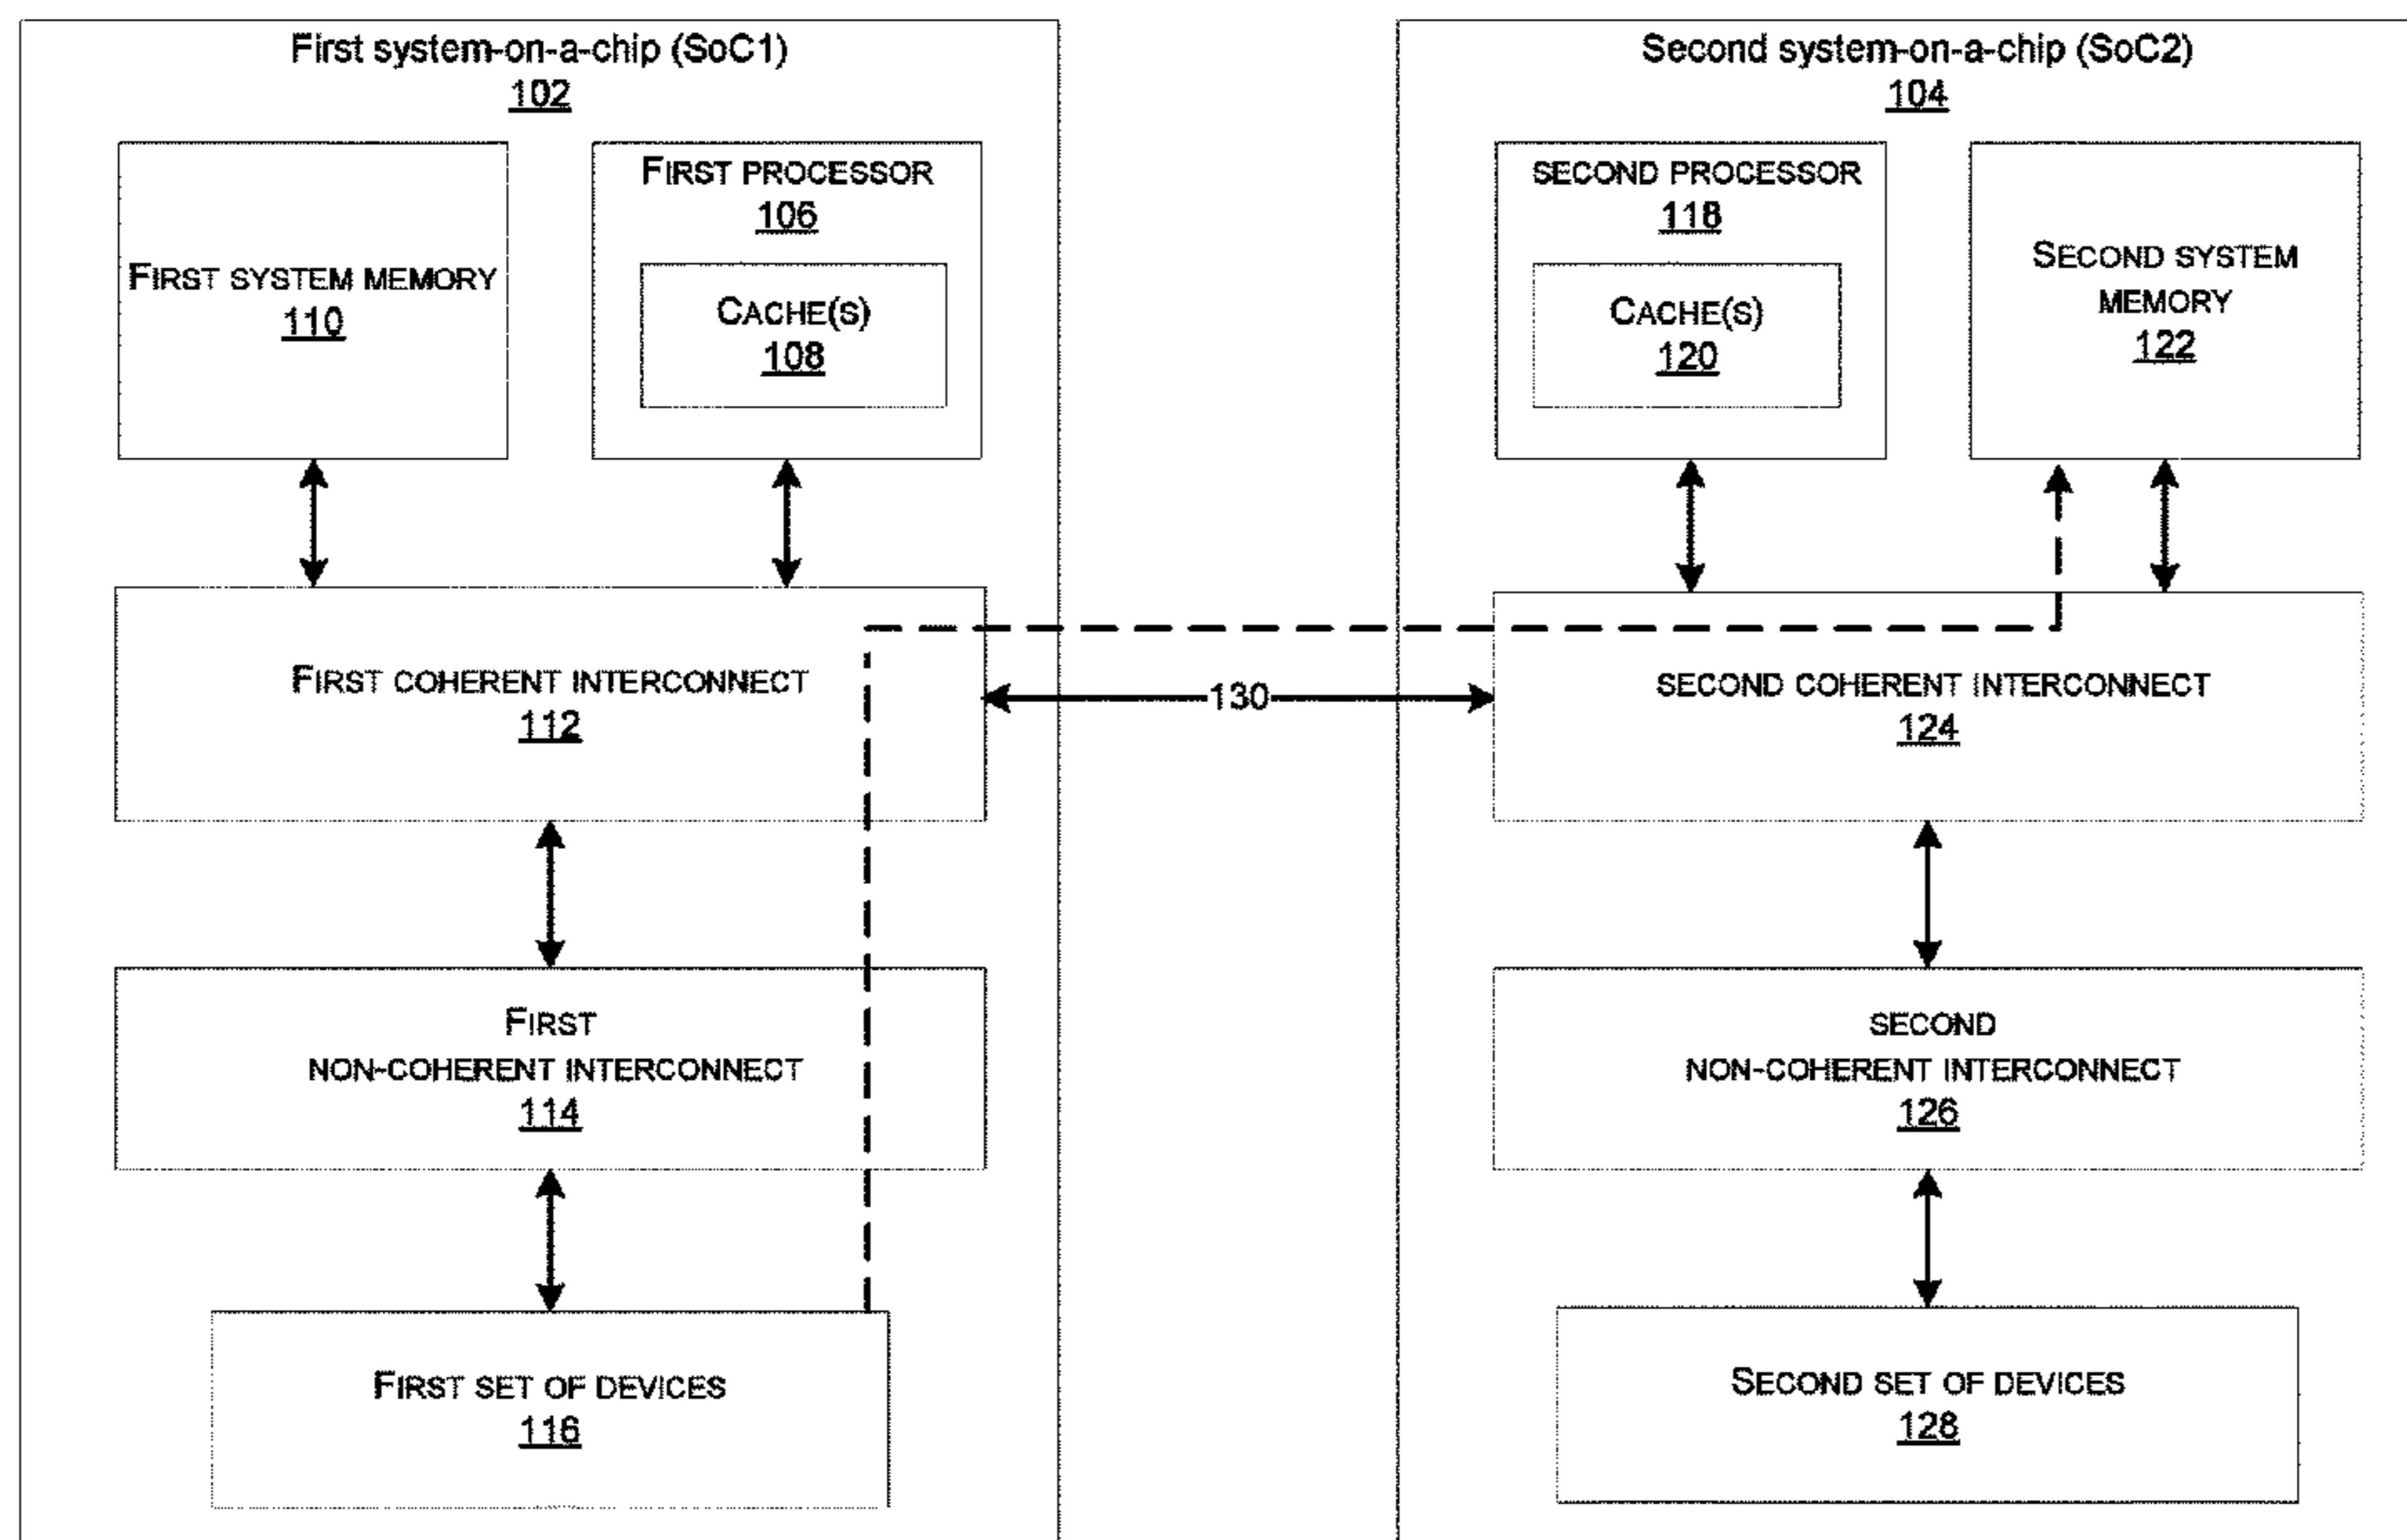 First system-on-a-chip (SoC1)
102
FIRST SYSTEM MEMORY
110
FIRST PROCESSOR
106
CACHE(S)
108
FIRST COHERENT INTERCONNECT
112
FIRST
NON-COHERENT INTERCONNECT
114
FIRST SET OF DEVICES
116
130
Second system-on-a-chip (SoC2)
104
SECOND PROCESSOR
118
CACHE(S)
120
SECOND SYSTEM
MEMORY
122
SECOND COHERENT INTERCONNECT
124
SECOND
NON-COHERENT INTERCONNECT
126
SECOND SET OF DEVICES
128